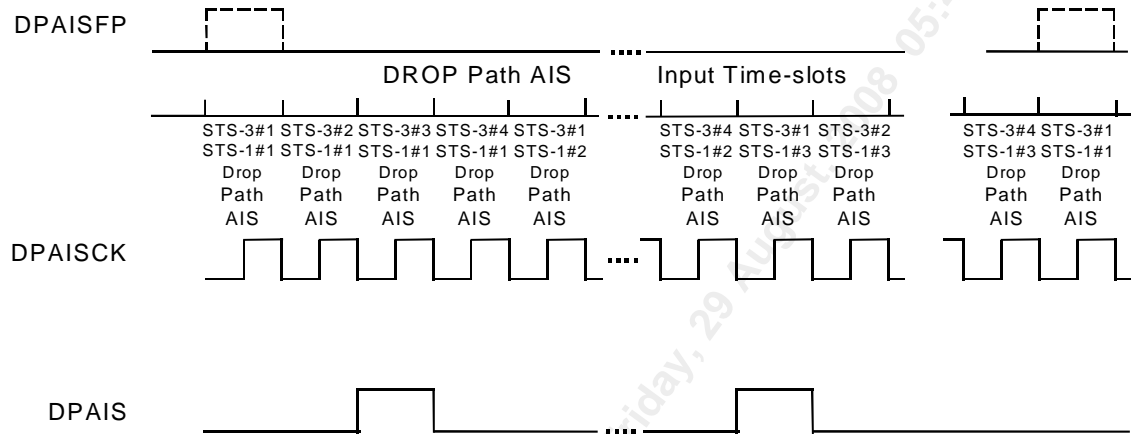 DPAISFP
DROP Path AIS Input Time-slots
STS-3#1 STS-3#2 STS-3#3 STS-3#4 STS-3#1 STS-3#4 STS-3#1 STS-3#2 STS-3#4 STS-3#1
STS-1#1 STS-1#1 STS-1#1 STS-1#1 STS-1#2 STS-1#2 STS-1#3 STS-1#3 STS-1#3 STS-1#1
Drop Drop Drop Drop Drop Drop Drop Drop Drop Drop
Path Path Path Path Path Path Path Path Path Path
AIS AIS AIS AIS AIS AIS AIS AIS AIS AIS
DPAISCK
DPAIS
riday, 29 August, 2008 05: